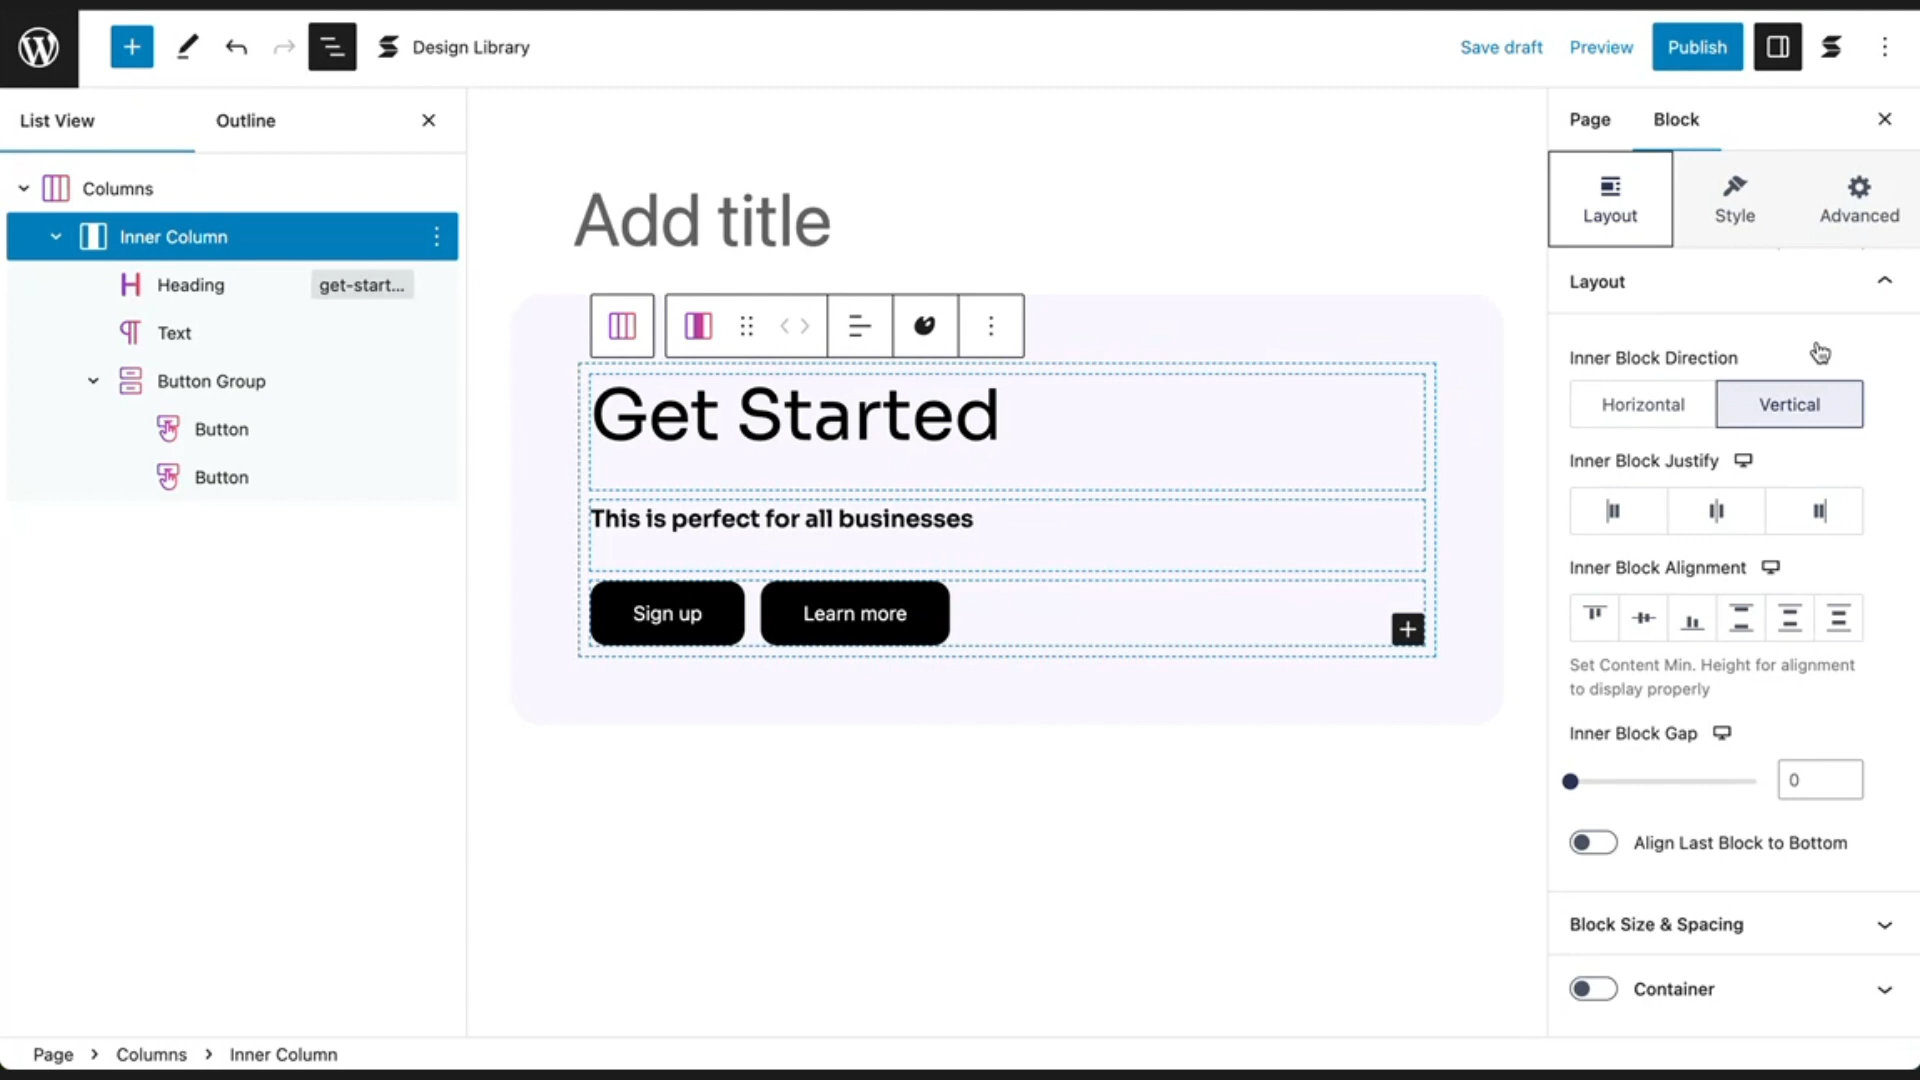 Design Library
Save draft
Preview
Publish
List View
Outline
Page
Block
Columns
Layout
Style
Advanced
Inner Column
Heading
get-start...
Text
Button Group
Button
Button
Add title
Get Started
This is perfect for all businesses
Sign up
Learn more
Layout
Inner Block Direction
Horizontal
Vertical
Inner Block Justify
Inner Block Alignment
Set Content Min. Height for alignment
to display properly
Inner Block Gap
0
Align Last Block to Bottom
Block Size & Spacing
Container
Page > Columns > Inner Column